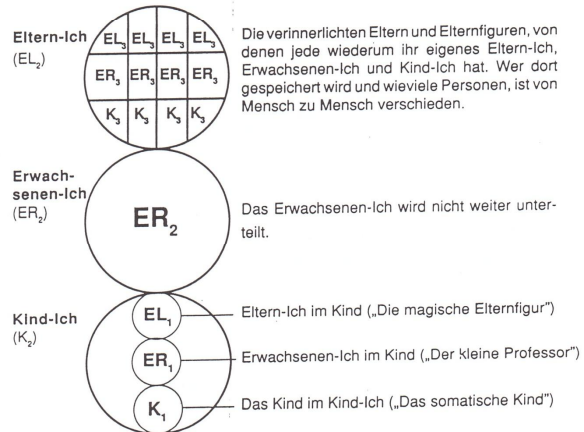 Eltern-Ich
(EL₂)
EL₃ EL₃ EL₃ EL₃
ER₃ ER₃ ER₃ ER₃
K₃ K₃ K₃ K₃
Die verinnerlichten Eltern und Elternfiguren, von
denen jede wiederum ihr eigenes Eltern-Ich,
Erwachsenen-Ich und Kind-Ich hat. Wer dort
gespeichert wird und wieviele Personen, ist von
Mensch zu Mensch verschieden.
Erwach-
senen-Ich
(ER₂)
ER₂
Das Erwachsenen-Ich wird nicht weiter unter-
teilt.
Kind-Ich
(K₂)
EL₁
Eltern-Ich im Kind („Die magische Elternfigur")
ER₁
Erwachsenen-Ich im Kind („Der kleine Professor")
K₁
Das Kind im Kind-Ich („Das somatische Kind")